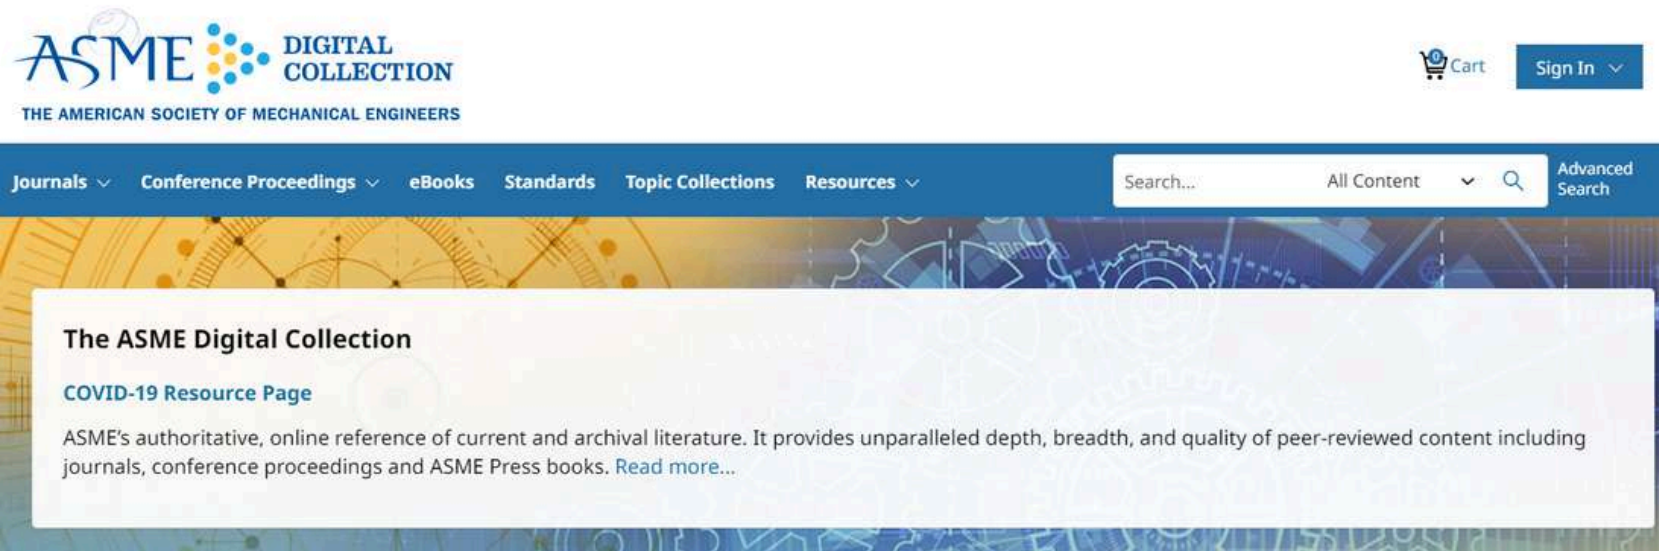 ASME DIGITAL COLLECTION
THE AMERICAN SOCIETY OF MECHANICAL ENGINEERS
0 Cart
Sign In
Journals Conference Proceedings eBooks Standards Topic Collections Resources
Search... All Content
Advanced Search
The ASME Digital Collection
COVID-19 Resource Page
ASME's authoritative, online reference of current and archival literature. It provides unparalleled depth, breadth, and quality of peer-reviewed content including
journals, conference proceedings and ASME Press books. Read more...